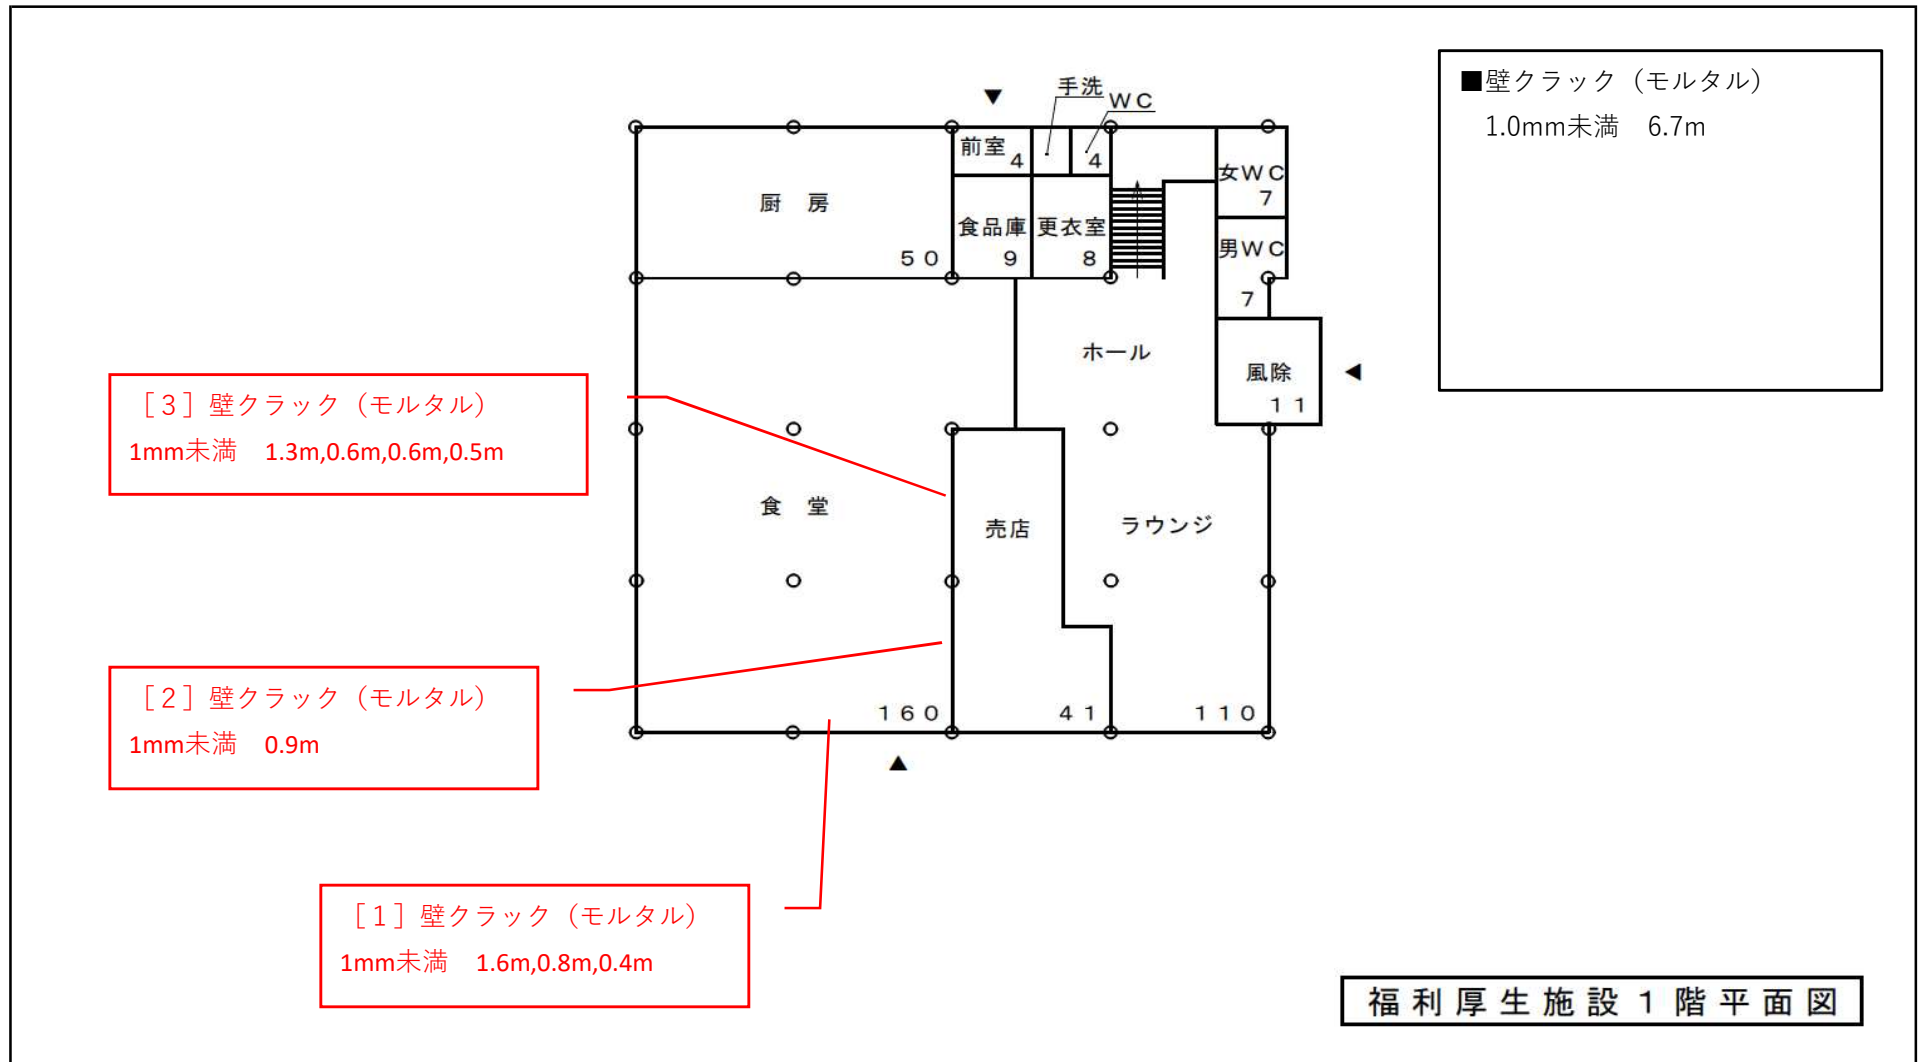 ■壁クラック（モルタル）
1.0mm未満　6.7m
手洗
WC
前室
4
4
女WC
7
厨　房
50
食品庫
9
更衣室
8
男WC
7
ホール
風除
11
［3］壁クラック（モルタル）
1mm未満　1.3m,0.6m,0.6m,0.5m
食　堂
160
売店
41
ラウンジ
110
［2］壁クラック（モルタル）
1mm未満　0.9m
［1］壁クラック（モルタル）
1mm未満　1.6m,0.8m,0.4m
福利厚生施設1階平面図